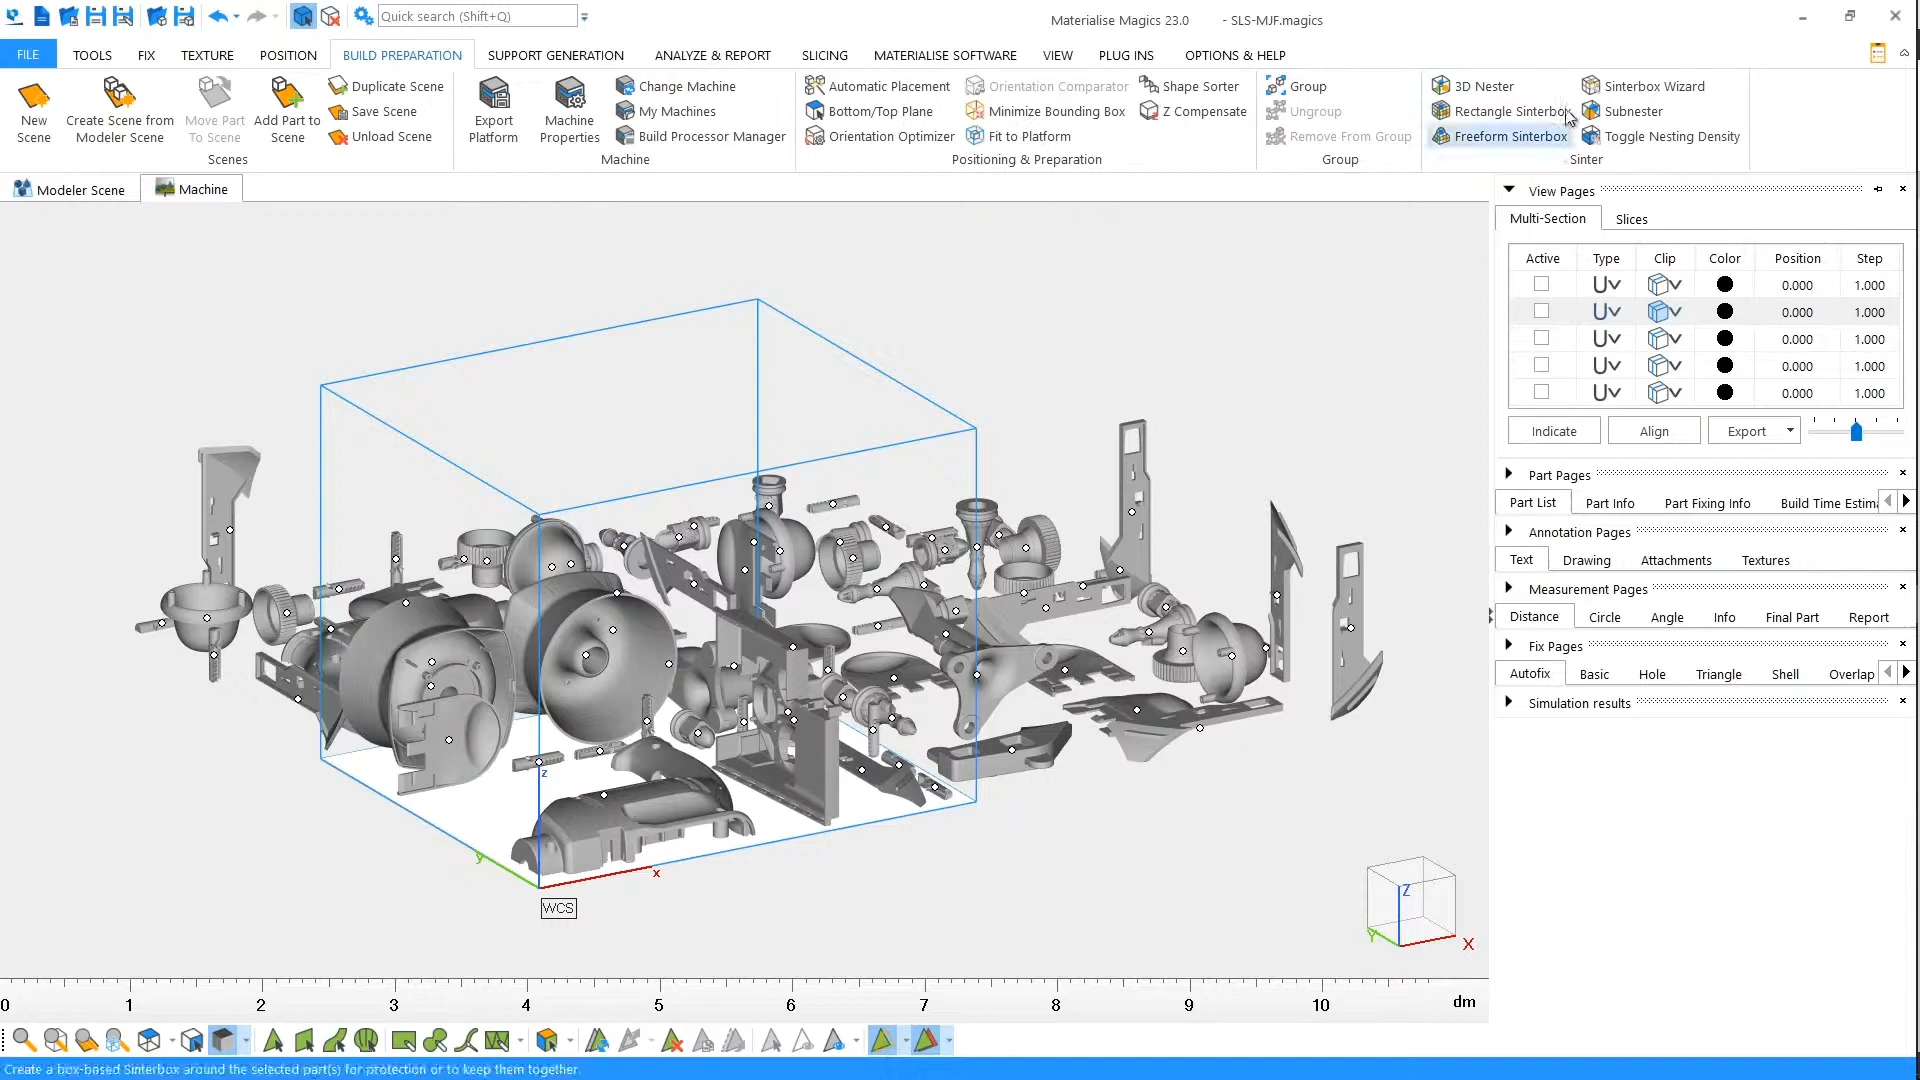 Quick search (Shift+Q)
Materialise Magics 23.0 - SLS-MJF.magics
FILE TOOLS FIX TEXTURE POSITION BUILD PREPARATION SUPPORT GENERATION ANALYZE & REPORT SLICING MATERIALISE SOFTWARE VIEW PLUG INS OPTIONS & HELP
New Scene
Create Scene from Modeler Scene
Move Part To Scene
Add Part to Scene
Duplicate Scene
Save Scene
Unload Scene
Scenes
Export Platform
Machine Properties
Change Machine
My Machines
Build Processor Manager
Machine
Automatic Placement
Bottom/Top Plane
Orientation Optimizer
Orientation Comparator
Minimize Bounding Box
Fit to Platform
Shape Sorter
Z Compensate
Positioning & Preparation
Group
Ungroup
Remove From Group
Group
3D Nester
Rectangle Sinterbox
Freeform Sinterbox
Sinterbox Wizard
Subnester
Toggle Nesting Density
Sinter
Modeler Scene Machine
View Pages
Multi-Section Slices
Active Type Clip Color Position Step
0.000 1.000
0.000 1.000
0.000 1.000
0.000 1.000
0.000 1.000
Indicate Align Export
Part Pages
Part List Part Info Part Fixing Info Build Time Estima
Annotation Pages
Text Drawing Attachments Textures
Measurement Pages
Distance Circle Angle Info Final Part Report
Fix Pages
Autofix Basic Hole Triangle Shell Overlap
Simulation results
z
y
x
WCS
Z
Y
X
0 1 2 3 4 5 6 7 8 9 10 dm
Create a box-based Sinterbox around the selected part(s) for protection or to keep them together